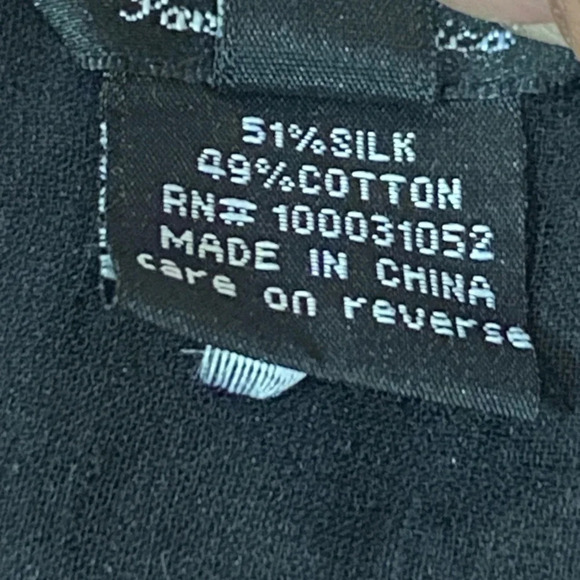 51%SILK
49%COTTON
RN# 100031052
MADE IN CHINA
care on reverse